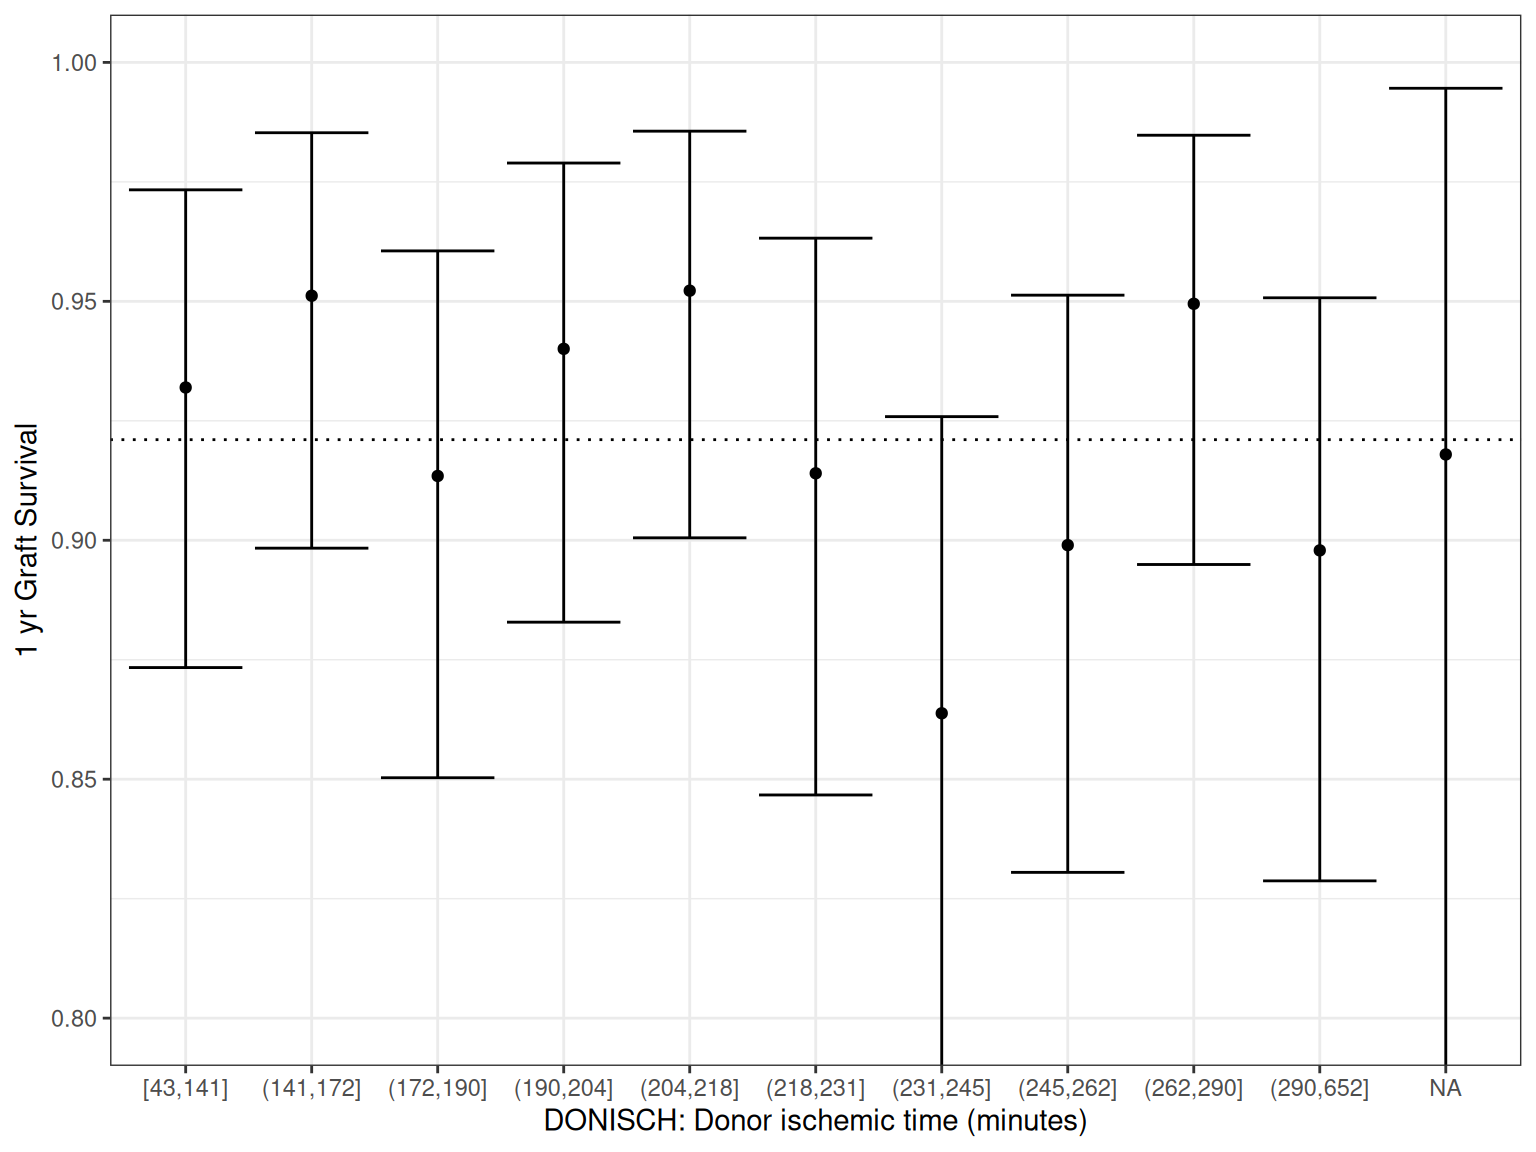 1.00
0.95
0.90
0.85
0.80
1 yr Graft Survival
[43,141] (141,172] (172,190] (190,204] (204,218] (218,231] (231,245] (245,262] (262,290] (290,652] NA
DONISCH: Donor ischemic time (minutes)